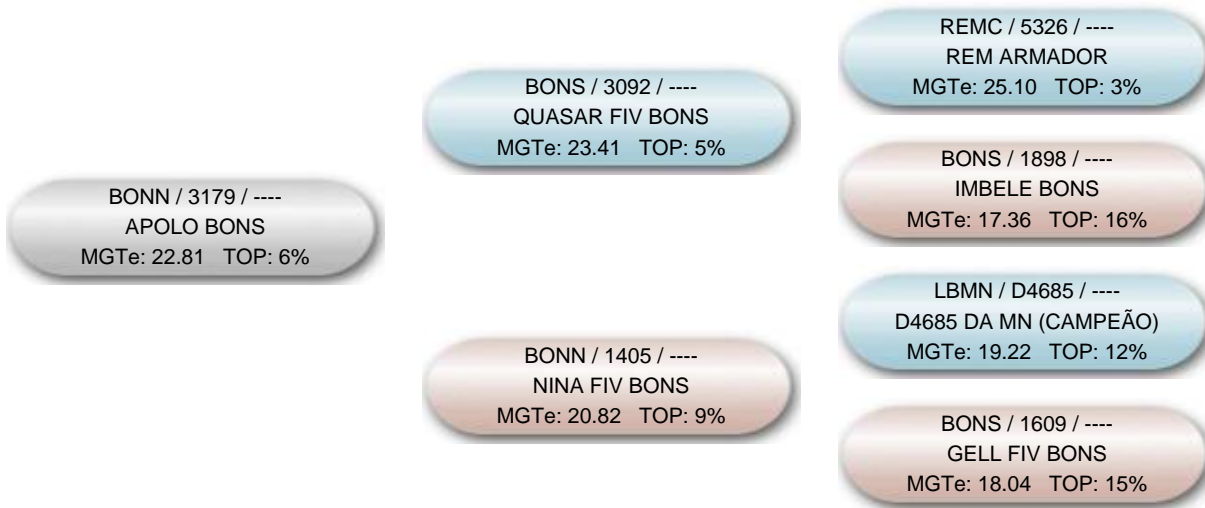 BONN / 3179 / ----
APOLO BONS
MGTe: 22.81 TOP: 6%
BONS / 3092 / ----
QUASAR FIV BONS
MGTe: 23.41 TOP: 5%
BONN / 1405 / ----
NINA FIV BONS
MGTe: 20.82 TOP: 9%
REMC / 5326 / ----
REM ARMADOR
MGTe: 25.10 TOP: 3%
BONS / 1898 / ----
IMBELE BONS
MGTe: 17.36 TOP: 16%
LBMN / D4685 / ----
D4685 DA MN (CAMPEÃO)
MGTe: 19.22 TOP: 12%
BONS / 1609 / ----
GELL FIV BONS
MGTe: 18.04 TOP: 15%